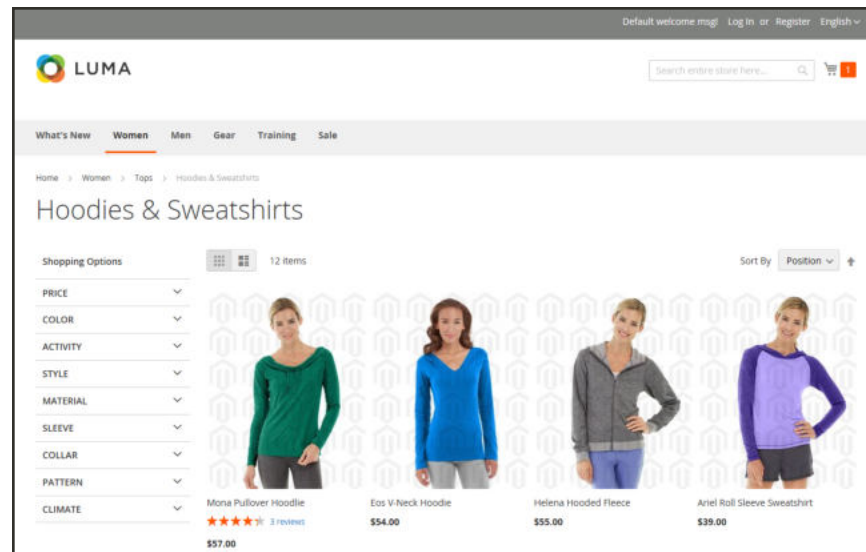 Default welcome msg! Log In or Register English
LUMA
Search entire store here...
1
What's New Women Men Gear Training Sale
Home > Women > Tops > Hoodies & Sweatshirts
Hoodies & Sweatshirts
Shopping Options
12 items
Sort By Position
PRICE
COLOR
ACTIVITY
STYLE
MATERIAL
SLEEVE
COLLAR
PATTERN
CLIMATE
Mona Pullover Hoodlie
3 reviews
$57.00
Eos V-Neck Hoodie
$54.00
Helena Hooded Fleece
$55.00
Ariel Roll Sleeve Sweatshirt
$39.00